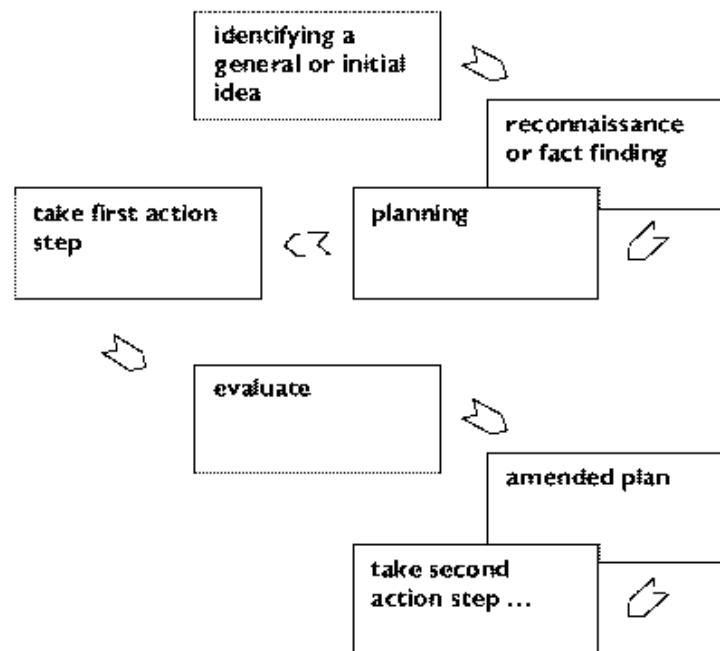 identifying a
general or initial
idea
reconnaissance
or fact finding
planning
take first action
step
evaluate
amended plan
take second
action step ...